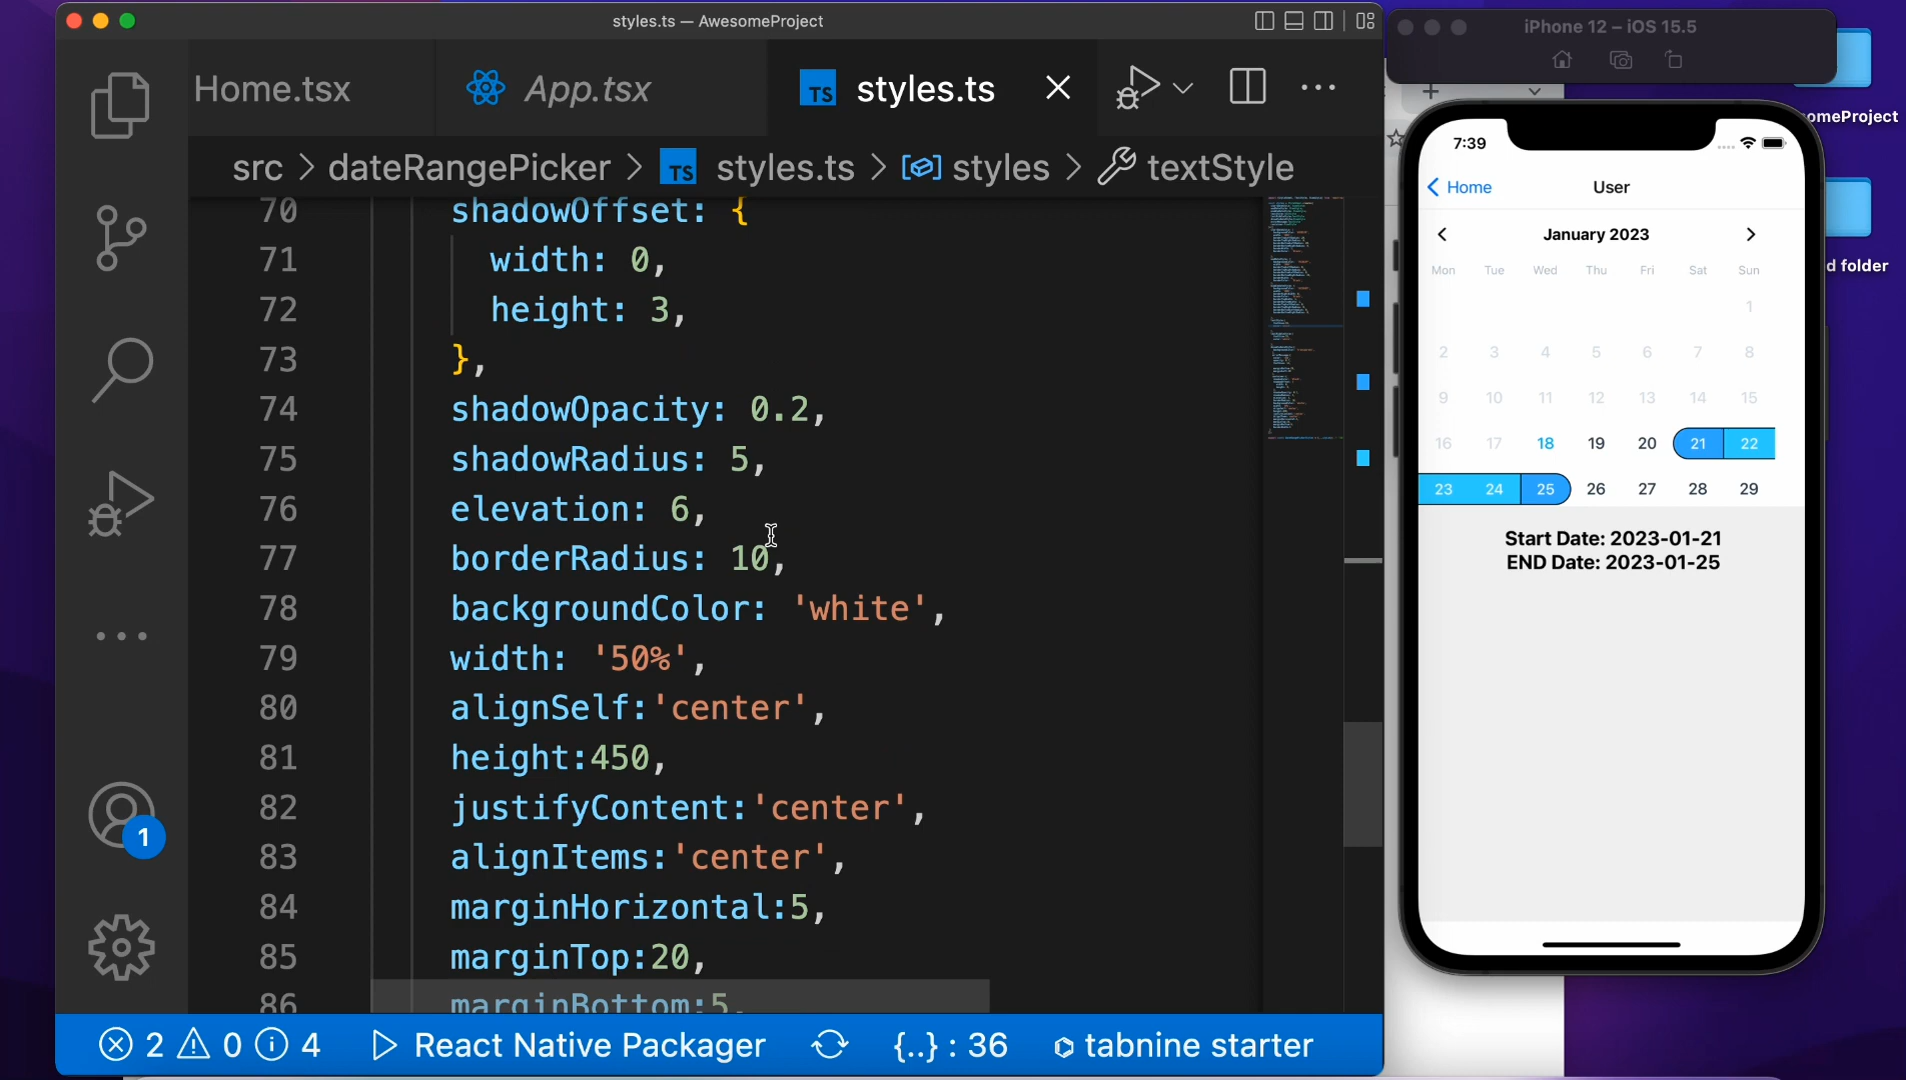 styles.ts — AwesomeProject
Home.tsx
App.tsx
TS styles.ts
src > dateRangePicker > TS styles.ts > styles > textStyle
70 shadowOffset: {
71 width: 0,
72 height: 3,
73 },
74 shadowOpacity: 0.2,
75 shadowRadius: 5,
76 elevation: 6,
77 borderRadius: 10,
78 backgroundColor: 'white',
79 width: '50%',
80 alignSelf:'center',
81 height:450,
82 justifyContent:'center',
83 alignItems:'center',
84 marginHorizontal:5,
85 marginTop:20,
86 marginBottom:5,
1
2 0 4 React Native Packager {..} : 36 tabnine starter
iPhone 12 – iOS 15.5
7:39
Home User
January 2023
Mon Tue Wed Thu Fri Sat Sun
1
2 3 4 5 6 7 8
9 10 11 12 13 14 15
16 17 18 19 20 21 22
23 24 25 26 27 28 29
Start Date: 2023-01-21
END Date: 2023-01-25
omeProject
d folder